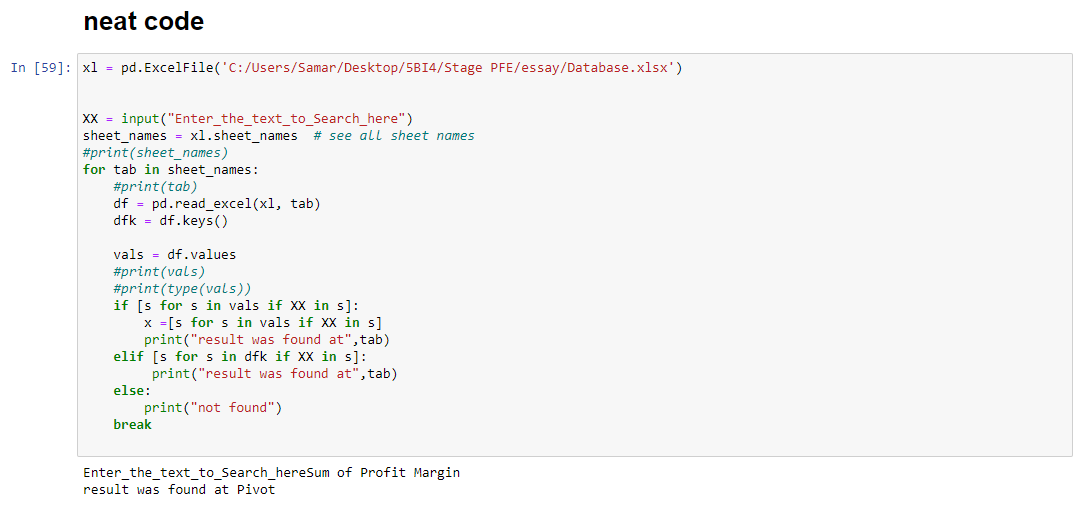 neat code
In [59]: xl = pd.ExcelFile('C:/Users/Samar/Desktop/5BI4/Stage PFE/essay/Database.xlsx')
XX = input("Enter_the_text_to_Search_here")
sheet_names = xl.sheet_names  # see all sheet names
#print(sheet_names)
for tab in sheet_names:
    #print(tab)
    df = pd.read_excel(xl, tab)
    dfk = df.keys()
    vals = df.values
    #print(vals)
    #print(type(vals))
    if [s for s in vals if XX in s]:
        x =[s for s in vals if XX in s]
        print("result was found at",tab)
    elif [s for s in dfk if XX in s]:
         print("result was found at",tab)
    else:
        print("not found")
    break
Enter_the_text_to_Search_hereSum of Profit Margin
result was found at Pivot